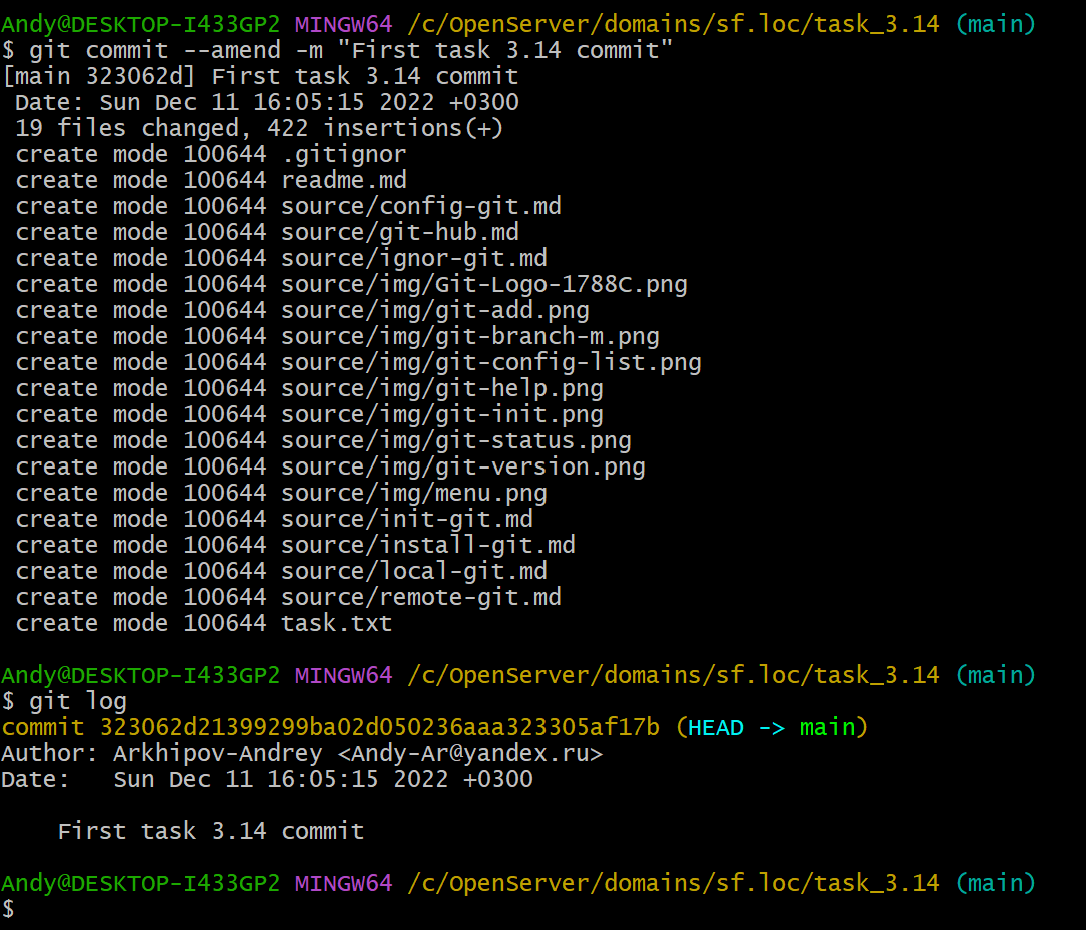 Andy@DESKTOP-I433GP2 MINGW64 /c/OpenServer/domains/sf.loc/task_3.14 (main)
$ git commit --amend -m "First task 3.14 commit"
[main 323062d] First task 3.14 commit
 Date: Sun Dec 11 16:05:15 2022 +0300
 19 files changed, 422 insertions(+)
 create mode 100644 .gitignor
 create mode 100644 readme.md
 create mode 100644 source/config-git.md
 create mode 100644 source/git-hub.md
 create mode 100644 source/ignor-git.md
 create mode 100644 source/img/Git-Logo-1788C.png
 create mode 100644 source/img/git-add.png
 create mode 100644 source/img/git-branch-m.png
 create mode 100644 source/img/git-config-list.png
 create mode 100644 source/img/git-help.png
 create mode 100644 source/img/git-init.png
 create mode 100644 source/img/git-status.png
 create mode 100644 source/img/git-version.png
 create mode 100644 source/img/menu.png
 create mode 100644 source/init-git.md
 create mode 100644 source/install-git.md
 create mode 100644 source/local-git.md
 create mode 100644 source/remote-git.md
 create mode 100644 task.txt
Andy@DESKTOP-I433GP2 MINGW64 /c/OpenServer/domains/sf.loc/task_3.14 (main)
$ git log
commit 323062d21399299ba02d050236aaa323305af17b (HEAD -> main)
Author: Arkhipov-Andrey <Andy-Ar@yandex.ru>
Date:   Sun Dec 11 16:05:15 2022 +0300
    First task 3.14 commit
Andy@DESKTOP-I433GP2 MINGW64 /c/OpenServer/domains/sf.loc/task_3.14 (main)
$